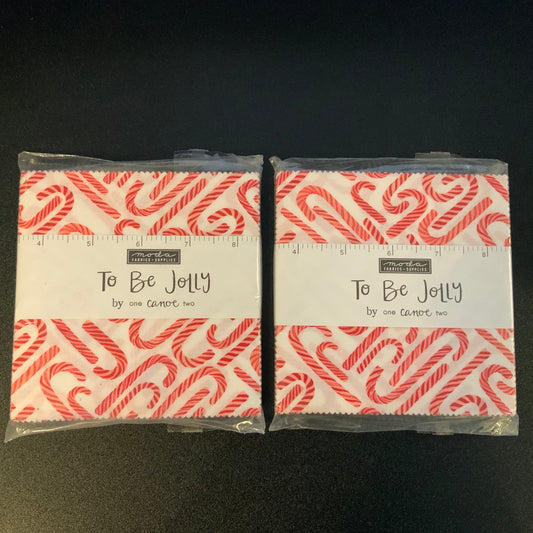 4 5 6 7 8
moda
FABRICS + SUPPLIES
To Be Jolly
by one canoe two
4 5 6 7 8
moda
FABRICS + SUPPLIES
To Be Jolly
by one canoe two